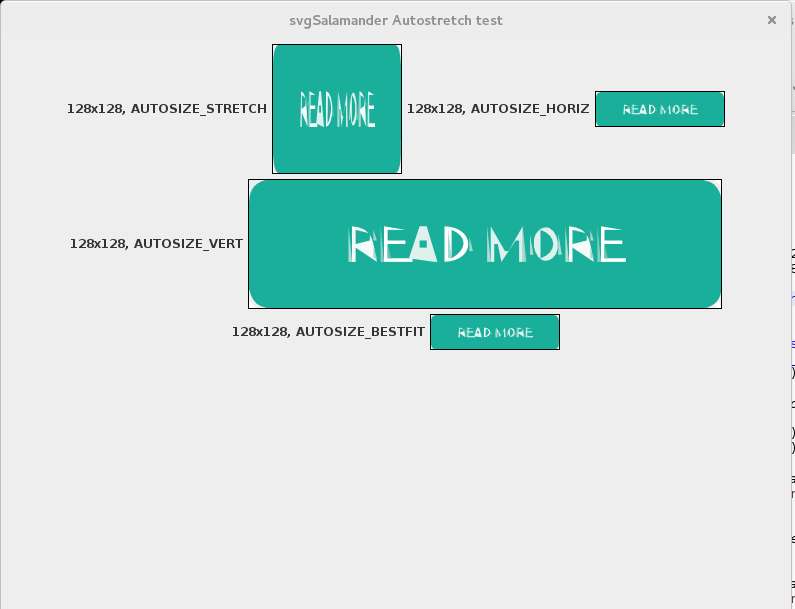 svgSalamander Autostretch test
128x128, AUTOSIZE_STRETCH
READ MORE
128x128, AUTOSIZE_HORIZ
READ MORE
128x128, AUTOSIZE_VERT
READ MORE
128x128, AUTOSIZE_BESTFIT
READ MORE